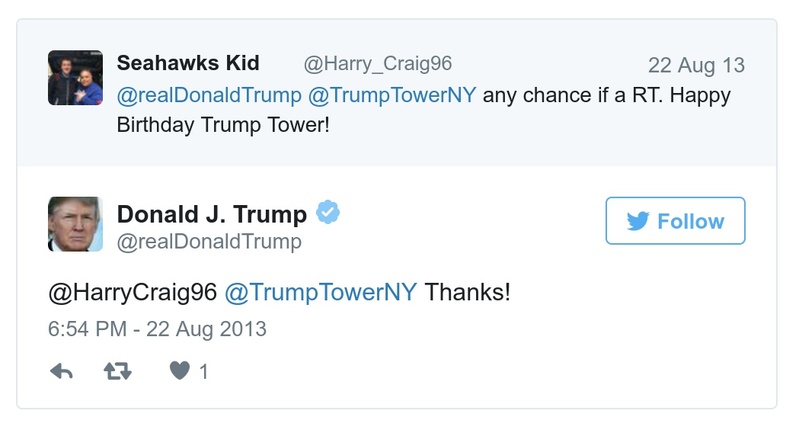 Seahawks Kid @Harry_Craig96 22 Aug 13
@realDonaldTrump @TrumpTowerNY any chance if a RT. Happy
Birthday Trump Tower!
Donald J. Trump
@realDonaldTrump
Follow
@HarryCraig96 @TrumpTowerNY Thanks!
6:54 PM - 22 Aug 2013
1